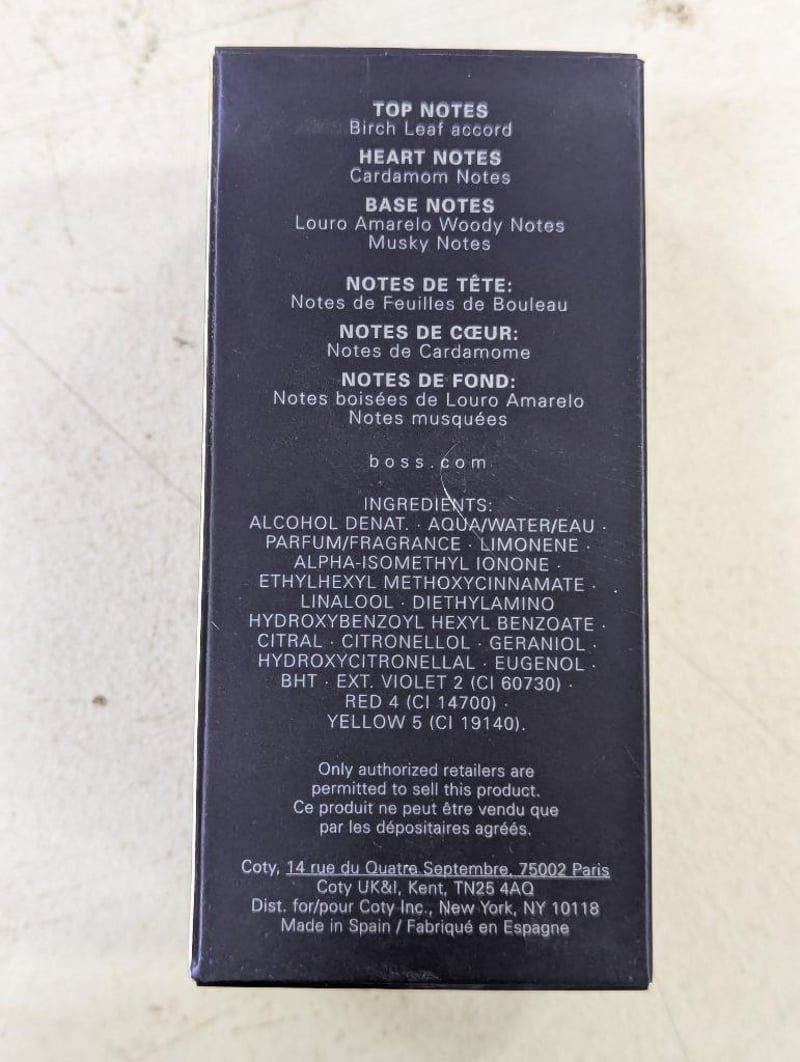 TOP NOTES
Birch Leaf accord
HEART NOTES
Cardamom Notes
BASE NOTES
Louro Amarelo Woody Notes
Musky Notes
NOTES DE TÊTE:
Notes de Feuilles de Bouleau
NOTES DE CŒUR:
Notes de Cardamome
NOTES DE FOND:
Notes boisées de Louro Amarelo
Notes musquées
boss.com
INGREDIENTS:
ALCOHOL DENAT. · AQUA/WATER/EAU ·
PARFUM/FRAGRANCE · LIMONENE ·
ALPHA-ISOMETHYL IONONE ·
ETHYLHEXYL METHOXYCINNAMATE ·
LINALOOL · DIETHYLAMINO
HYDROXYBENZOYL HEXYL BENZOATE ·
CITRAL · CITRONELLOL · GERANIOL ·
HYDROXYCITRONELLAL · EUGENOL ·
BHT · EXT. VIOLET 2 (CI 60730) ·
RED 4 (CI 14700) ·
YELLOW 5 (CI 19140).
Only authorized retailers are
permitted to sell this product.
Ce produit ne peut être vendu que
par les dépositaires agréés.
Coty, 14 rue du Quatre Septembre, 75002 Paris
Coty UK&I, Kent, TN25 4AQ
Dist. for/pour Coty Inc., New York, NY 10118
Made in Spain / Fabriqué en Espagne